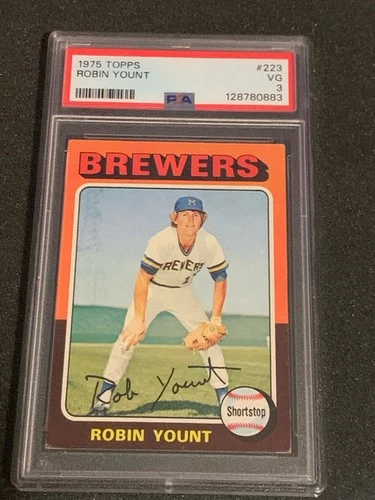 1975 TOPPS #223
ROBIN YOUNT VG
3
PSA 128780883
BREWERS
M
BREWERS
Rob Yount
Shortstop
ROBIN YOUNT